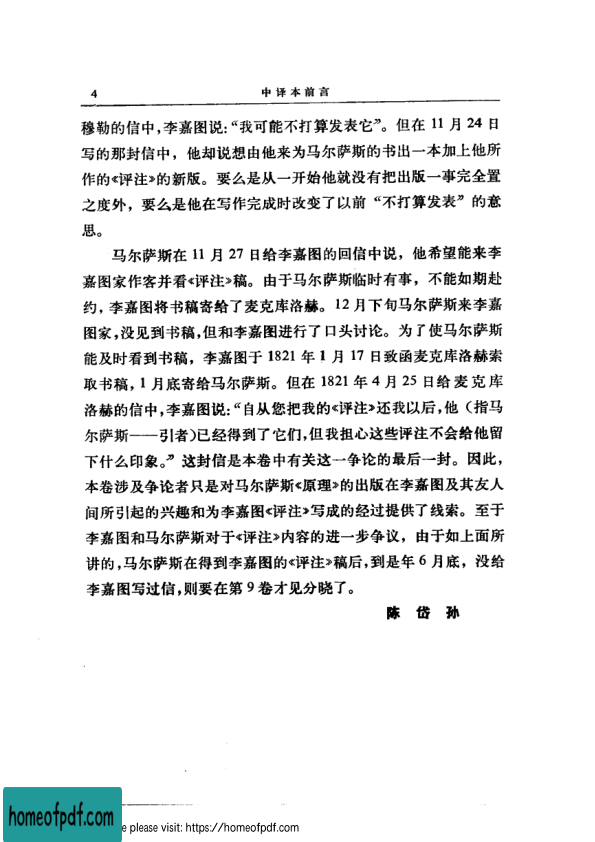 4 中译本前言
穆勒的信中,李嘉图说:“我可能不打算发表它”。但在 11 月 24 日
写的那封信中，他却说想由他来为马尔萨斯的书出一本加上他所
作的《评注》的新版。要么是从一开始他就没有把出版一事完全置
之度外，要么是他在写作完成时改变了以前“不打算发表”的意
思。
马尔萨斯在 11 月 27 日给李嘉图的回信中说，他希望能来李
嘉图家作客并看《评注》稿。由于马尔萨斯临时有事，不能如期赴
约，李嘉图将书稿寄给了麦克库洛赫。12 月下旬马尔萨斯来李嘉
图家,没见到书稿,但和李嘉图进行了口头讨论。为了使马尔萨斯
能及时看到书稿，李嘉图于 1821 年 1 月 17 日致函麦克库洛赫索
取书稿，1 月底寄给马尔萨斯。但在 1821 年 4 月 25 日给麦克库
洛赫的信中,李嘉图说:“自从您把我的《评注》还我以后,他（指马
尔萨斯——引者）已经得到了它们,但我担心这些评注不会给他留
下什么印象。”这封信是本卷中有关这一争论的最后一封。因此,
本卷涉及争论者只是对马尔萨斯《原理》的出版在李嘉图及其友人
间所引起的兴趣和为李嘉图《评注》写成的经过提供了线索。至于
李嘉图和马尔萨斯对于《评注》内容的进一步争议，由于如上面所
讲的,马尔萨斯在得到李嘉图的《评注》稿后,到是年 6 月底，没给
李嘉图写过信,则要在第 9 卷才见分晓了。
陈岱孙
homeofpdf.com
e please visit: https://homeofpdf.com